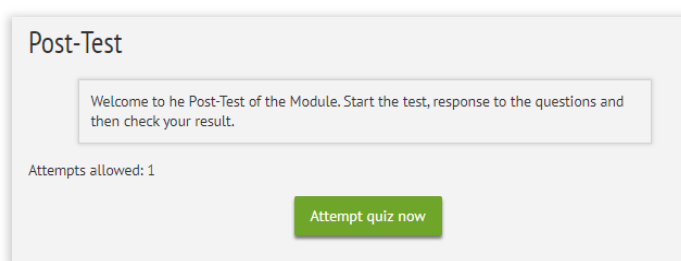 Post-Test
Welcome to he Post-Test of the Module. Start the test, response to the questions and
then check your result.
Attempts allowed: 1
Attempt quiz now